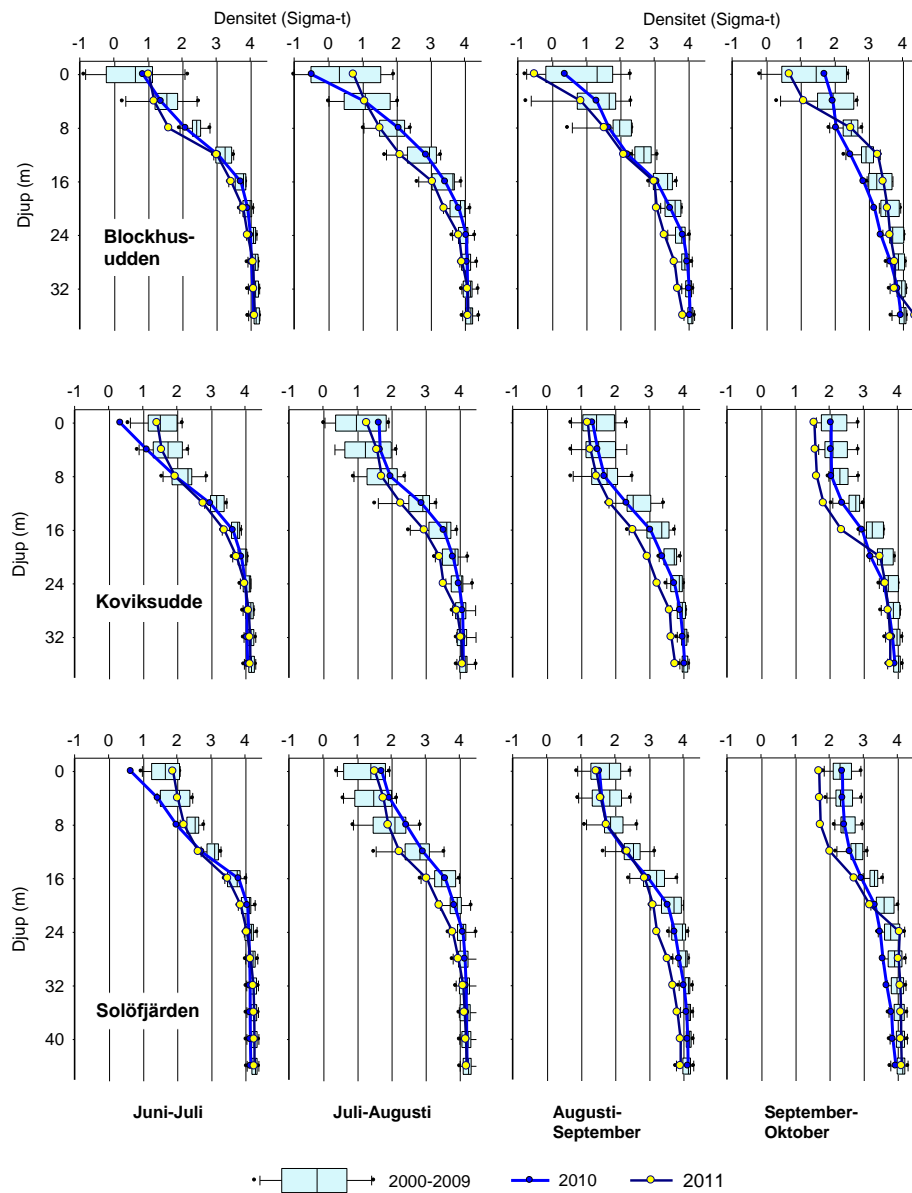 Densitet (Sigma-t) Densitet (Sigma-t)
-1 0 1 2 3 4 -1 0 1 2 3 4 -1 0 1 2 3 4 -1 0 1 2 3 4
0
8
16
24
32
Djup (m)
Blockhus-
udden
-1 0 1 2 3 4 -1 0 1 2 3 4 -1 0 1 2 3 4 -1 0 1 2 3 4
0
8
16
24
32
Djup (m)
Koviksudde
-1 0 1 2 3 4 -1 0 1 2 3 4 -1 0 1 2 3 4 -1 0 1 2 3 4
0
8
16
24
32
40
Djup (m)
Solöfjärden
Juni-Juli Juli-Augusti Augusti- September-
September Oktober
2000-2009 2010 2011